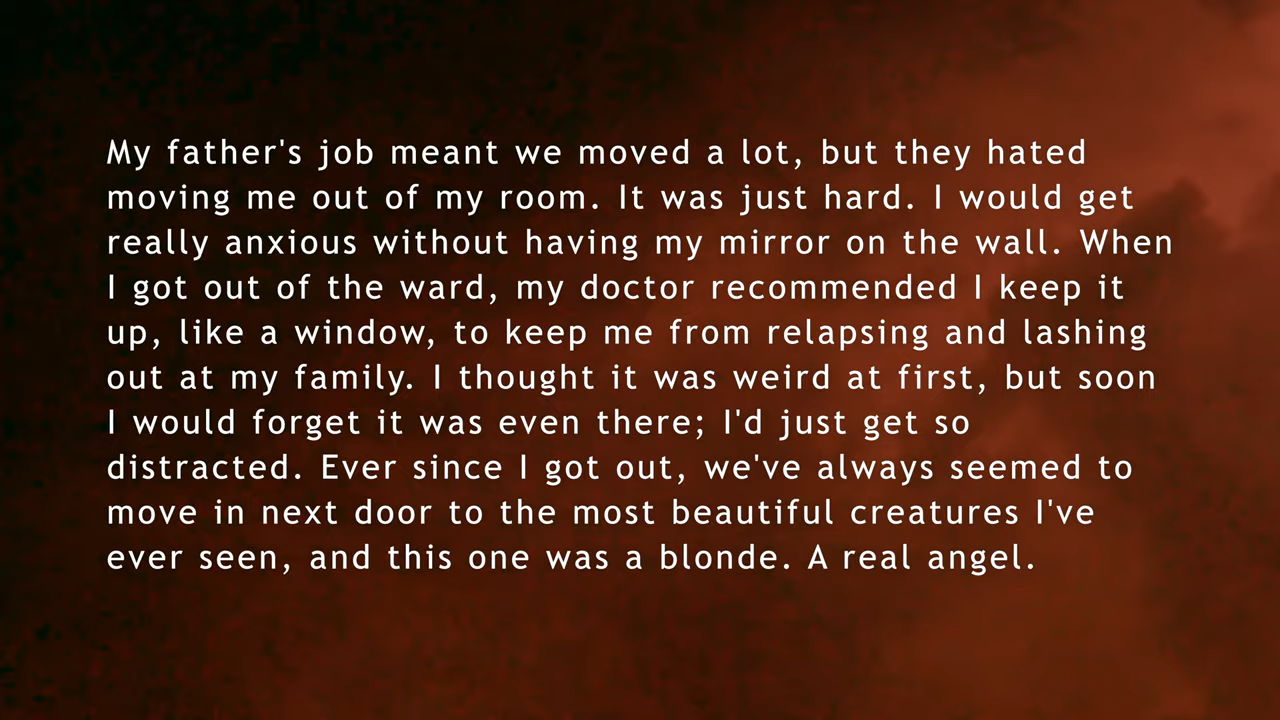 My father's job meant we moved a lot, but they hated
moving me out of my room. It was just hard. I would get
really anxious without having my mirror on the wall. When
I got out of the ward, my doctor recommended I keep it
up, like a window, to keep me from relapsing and lashing
out at my family. I thought it was weird at first, but soon
I would forget it was even there; I'd just get so
distracted. Ever since I got out, we've always seemed to
move in next door to the most beautiful creatures I've
ever seen, and this one was a blonde. A real angel.